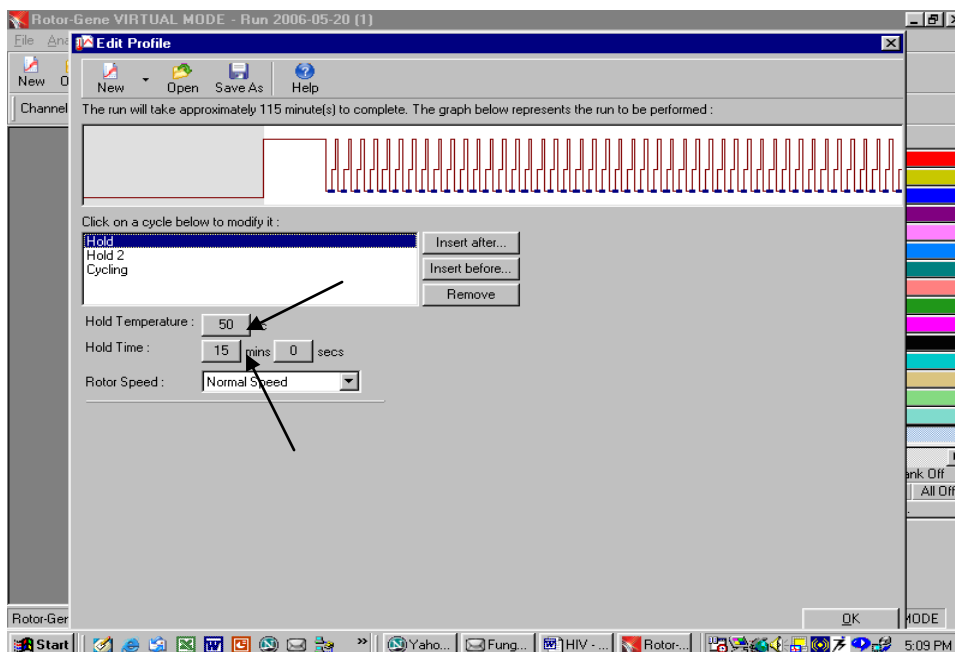 Rotor-Gene VIRTUAL MODE - Run 2006-05-20 (1)
File Ana
Edit Profile
New
New Open Save As Help
Channel
The run will take approximately 115 minute(s) to complete. The graph below represents the run to be performed :
Click on a cycle below to modify it :
Hold
Hold 2
Cycling
Insert after...
Insert before...
Remove
Hold Temperature : 50
Hold Time : 15 mins 0 secs
Rotor Speed : Normal Speed
ank Off
All Off
OK
Rotor-Ger MODE
Start » Yaho... Fung... HIV - ... Rotor-... 5:09 PM